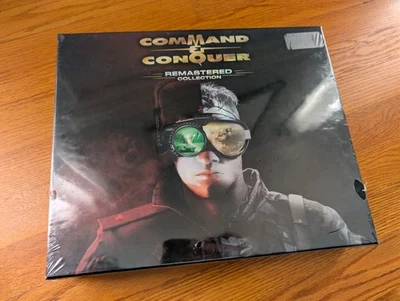 COMMAND
&
CONQUER
REMASTERED
COLLECTION